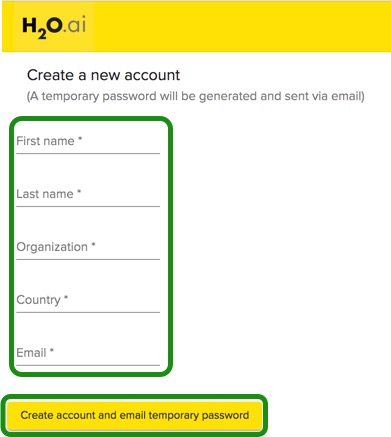 H2O.ai
Create a new account
(A temporary password will be generated and sent via email)
First name *
Last name *
Organization *
Country *
Email *
Create account and email temporary password